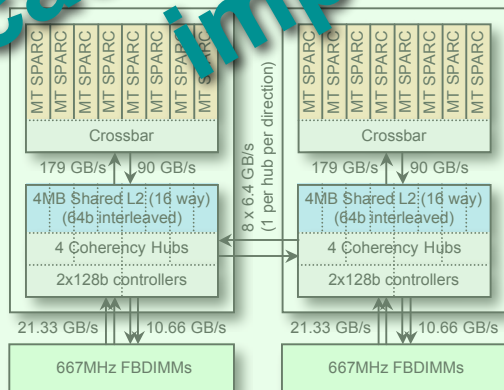 imp
MT SPARC
MT SPARC
MT SPARC
MT SPARC
MT SPARC
MT SPARC
MT SPARC
MT SPARC
Crossbar
179 GB/s
90 GB/s
4MB Shared L2 (16 way)
(64b interleaved)
4 Coherency Hubs
2x128b controllers
21.33 GB/s
10.66 GB/s
667MHz FBDIMMs
8 x 6.4 GB/s
(1 per hub per direction)
MT SPARC
MT SPARC
MT SPARC
MT SPARC
MT SPARC
MT SPARC
MT SPARC
MT SPARC
Crossbar
179 GB/s
90 GB/s
4MB Shared L2 (16 way)
(64b interleaved)
4 Coherency Hubs
2x128b controllers
21.33 GB/s
10.66 GB/s
667MHz FBDIMMs